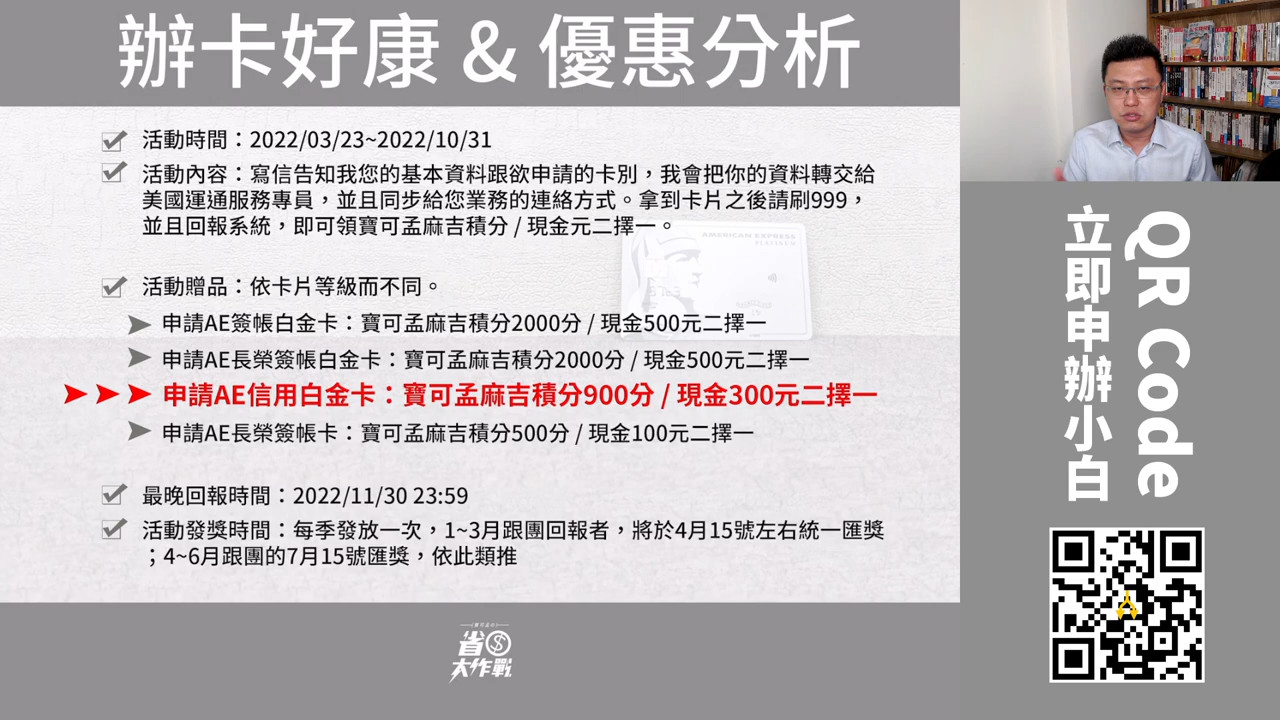 辦卡好康 & 優惠分析
活動時間：2022/03/23~2022/10/31
活動內容：寫信告知我您的基本資料跟欲申請的卡別，我會把你的資料轉交給
美國運通服務專員，並且同步給您業務的連絡方式。拿到卡片之後請刷999，
並且回報系統，即可領寶可孟麻吉積分 / 現金元二擇一。
AMERICAN EXPRESS
PLATINUM
活動贈品：依卡片等級而不同。
申請AE簽帳白金卡：寶可孟麻吉積分2000分 / 現金500元二擇一
申請AE長榮簽帳白金卡：寶可孟麻吉積分2000分 / 現金500元二擇一
申請AE信用白金卡：寶可孟麻吉積分900分 / 現金300元二擇一
申請AE長榮簽帳卡：寶可孟麻吉積分500分 / 現金100元二擇一
最晚回報時間：2022/11/30 23:59
活動發獎時間：每季發放一次，1~3月跟團回報者，將於4月15號左右統一匯獎
；4~6月跟團的7月15號匯獎，依此類推
省$
大作戰
QR Code
立即申辦小白